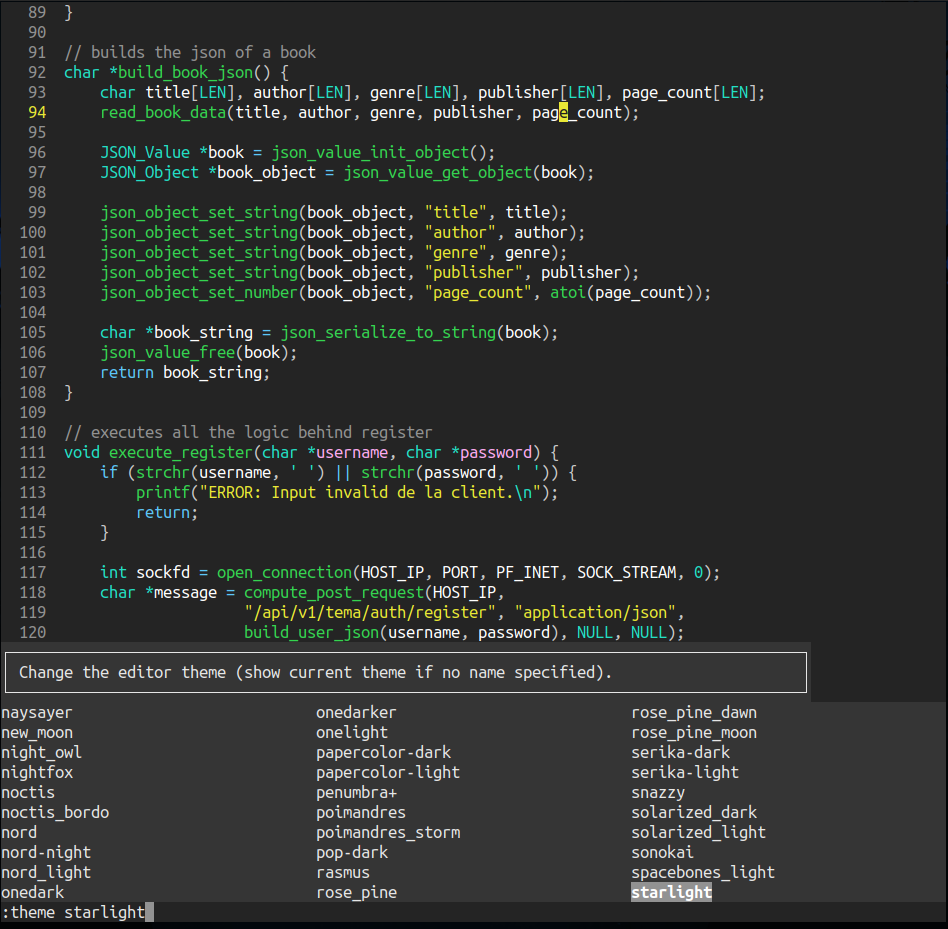 89 }
90
91 // builds the json of a book
92 char *build_book_json() {
93     char title[LEN], author[LEN], genre[LEN], publisher[LEN], page_count[LEN];
94     read_book_data(title, author, genre, publisher, page_count);
95
96     JSON_Value *book = json_value_init_object();
97     JSON_Object *book_object = json_value_get_object(book);
98
99     json_object_set_string(book_object, "title", title);
100     json_object_set_string(book_object, "author", author);
101     json_object_set_string(book_object, "genre", genre);
102     json_object_set_string(book_object, "publisher", publisher);
103     json_object_set_number(book_object, "page_count", atoi(page_count));
104
105     char *book_string = json_serialize_to_string(book);
106     json_value_free(book);
107     return book_string;
108 }
109
110 // executes all the logic behind register
111 void execute_register(char *username, char *password) {
112     if (strchr(username, ' ') || strchr(password, ' ')) {
113         printf("ERROR: Input invalid de la client.\n");
114         return;
115     }
116
117     int sockfd = open_connection(HOST_IP, PORT, PF_INET, SOCK_STREAM, 0);
118     char *message = compute_post_request(HOST_IP,
119                     "/api/v1/tema/auth/register", "application/json",
120                     build_user_json(username, password), NULL, NULL);
Change the editor theme (show current theme if no name specified).
naysayer onedarker rose_pine_dawn
new_moon onelight rose_pine_moon
night_owl papercolor-dark serika-dark
nightfox papercolor-light serika-light
noctis penumbra+ snazzy
noctis_bordo poimandres solarized_dark
nord poimandres_storm solarized_light
nord-night pop-dark sonokai
nord_light rasmus spacebones_light
onedark rose_pine starlight
:theme starlight